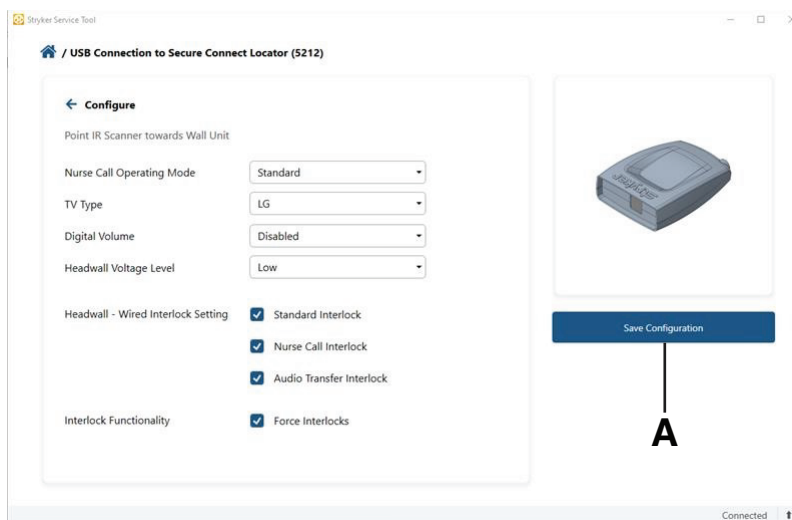 Stryker Service Tool
/ USB Connection to Secure Connect Locator (5212)
Configure
Point IR Scanner towards Wall Unit
Nurse Call Operating Mode Standard
TV Type LG
Digital Volume Disabled
Headwall Voltage Level Low
Headwall - Wired Interlock Setting Standard Interlock
Nurse Call Interlock
Audio Transfer Interlock
Interlock Functionality Force Interlocks
stryker
Save Configuration
A
Connected